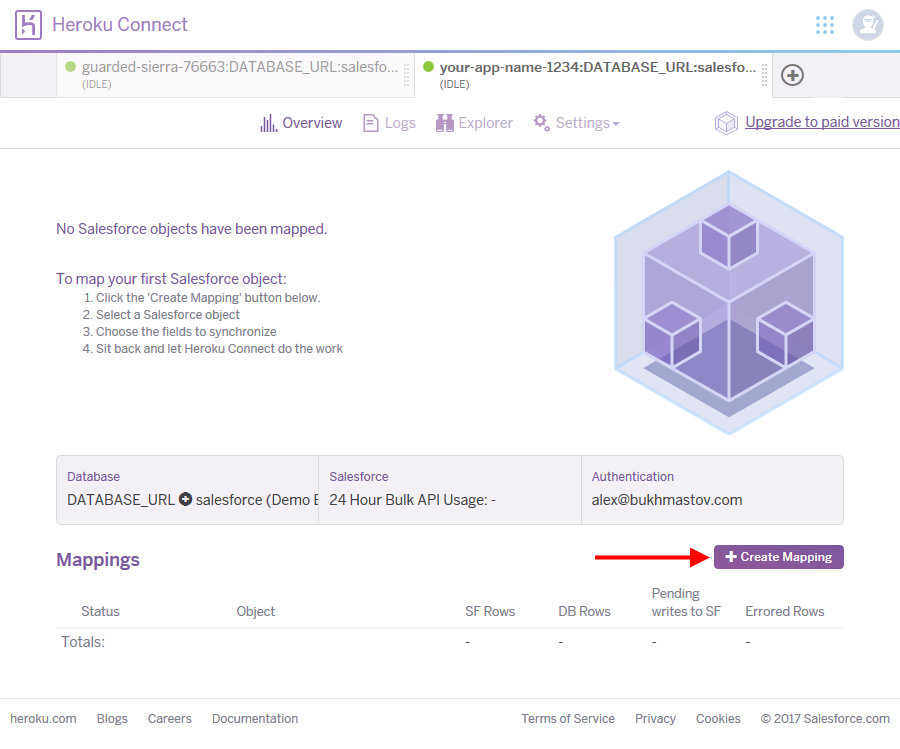 Heroku Connect
guarded-sierra-76663:DATABASE_URL:salesfo...
(IDLE)
your-app-name-1234:DATABASE_URL:salesfo...
(IDLE)
Overview
Logs
Explorer
Settings
Upgrade to paid version
No Salesforce objects have been mapped.
To map your first Salesforce object:
1. Click the 'Create Mapping' button below.
2. Select a Salesforce object
3. Choose the fields to synchronize
4. Sit back and let Heroku Connect do the work
Database
DATABASE_URL salesforce (Demo E
Salesforce
24 Hour Bulk API Usage: -
Authentication
alex@bukhmastov.com
Mappings
Create Mapping
Status Object SF Rows DB Rows Pending writes to SF Errored Rows
Totals: - - - -
heroku.com Blogs Careers Documentation Terms of Service Privacy Cookies © 2017 Salesforce.com